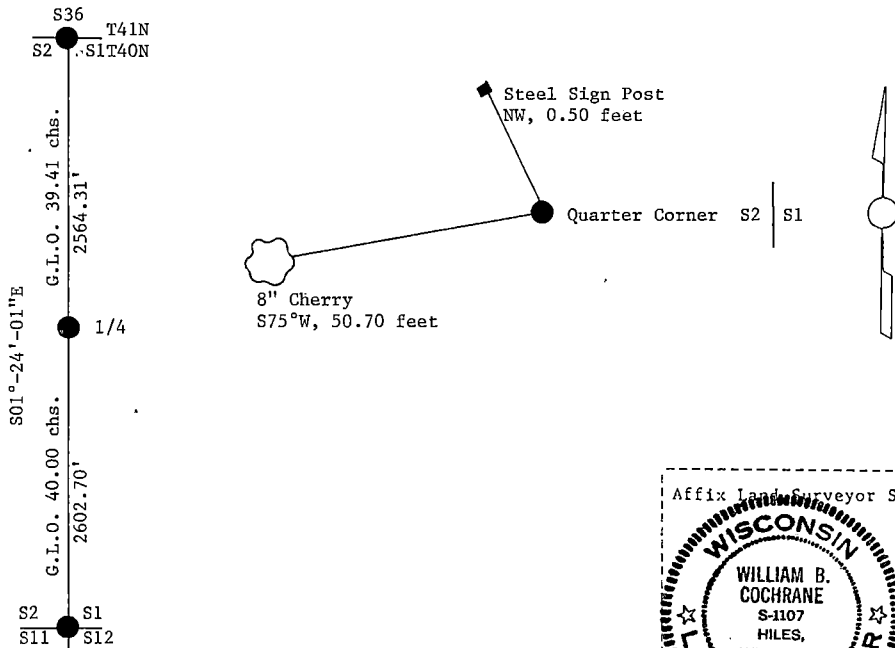 S36
T41N
S2 S1T40N
G.L.O. 39.41 chs.
2564.31'
S01°-24'-01"E
1/4
G.L.O. 40.00 chs.
2602.70'
S2 S1
S11 S12
Steel Sign Post
NW, 0.50 feet
Quarter Corner S2 S1
8" Cherry
S75°W, 50.70 feet
Affix Land Surveyor S
WISCONSIN
WILLIAM B.
COCHRANE
S-1107
HILES,